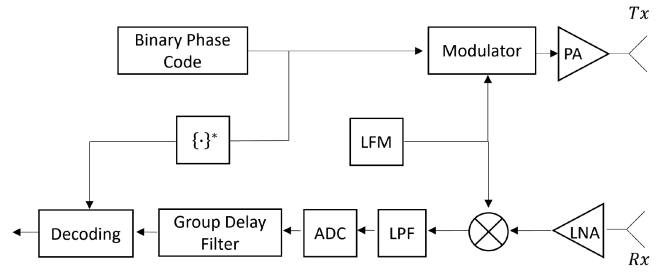 Tx
Binary Phase
Code
Modulator
PA
{·}*
LFM
Decoding
Group Delay
Filter
ADC
LPF
LNA
Rx